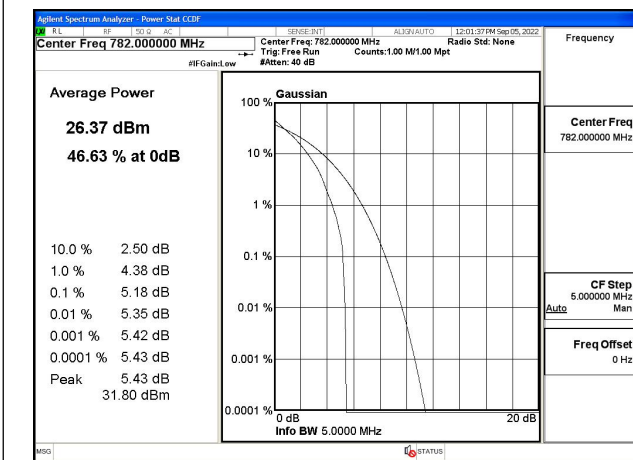 Agilent Spectrum Analyzer - Power Stat CCDF
RL RF 50 Ω AC SENSE:INT ALIGN AUTO 12:01:37 PM Sep 05, 2022
Center Freq 782.000000 MHz
Center Freq: 782.000000 MHz Radio Std: None
Trig: Free Run Counts:1.00 M/1.00 Mpt
#IFGain:Low #Atten: 40 dB
Frequency
Average Power
26.37 dBm
46.63 % at 0dB
10.0 % 2.50 dB
1.0 % 4.38 dB
0.1 % 5.18 dB
0.01 % 5.35 dB
0.001 % 5.42 dB
0.0001 % 5.43 dB
Peak 5.43 dB
31.80 dBm
Gaussian
100 %
10 %
1 %
0.1 %
0.01 %
0.001 %
0.0001 %
0 dB 20 dB
Info BW 5.0000 MHz
Center Freq
782.000000 MHz
CF Step
5.000000 MHz
Auto Man
Freq Offset
0 Hz
MSG STATUS